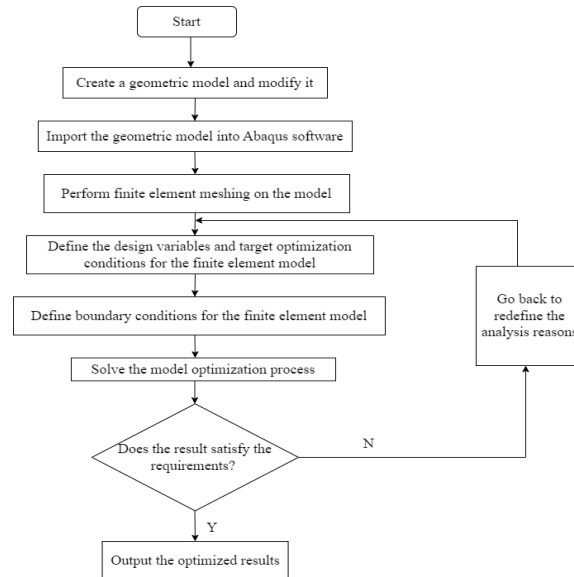 Start
Create a geometric model and modify it
Import the geometric model into Abaqus software
Perform finite element meshing on the model
Define the design variables and target optimization
conditions for the finite element model
Go back to
redefine the
analysis reasons
Define boundary conditions for the finite element model
Solve the model optimization process
Does the result satisfy the
requirements?
N
Y
Output the optimized results